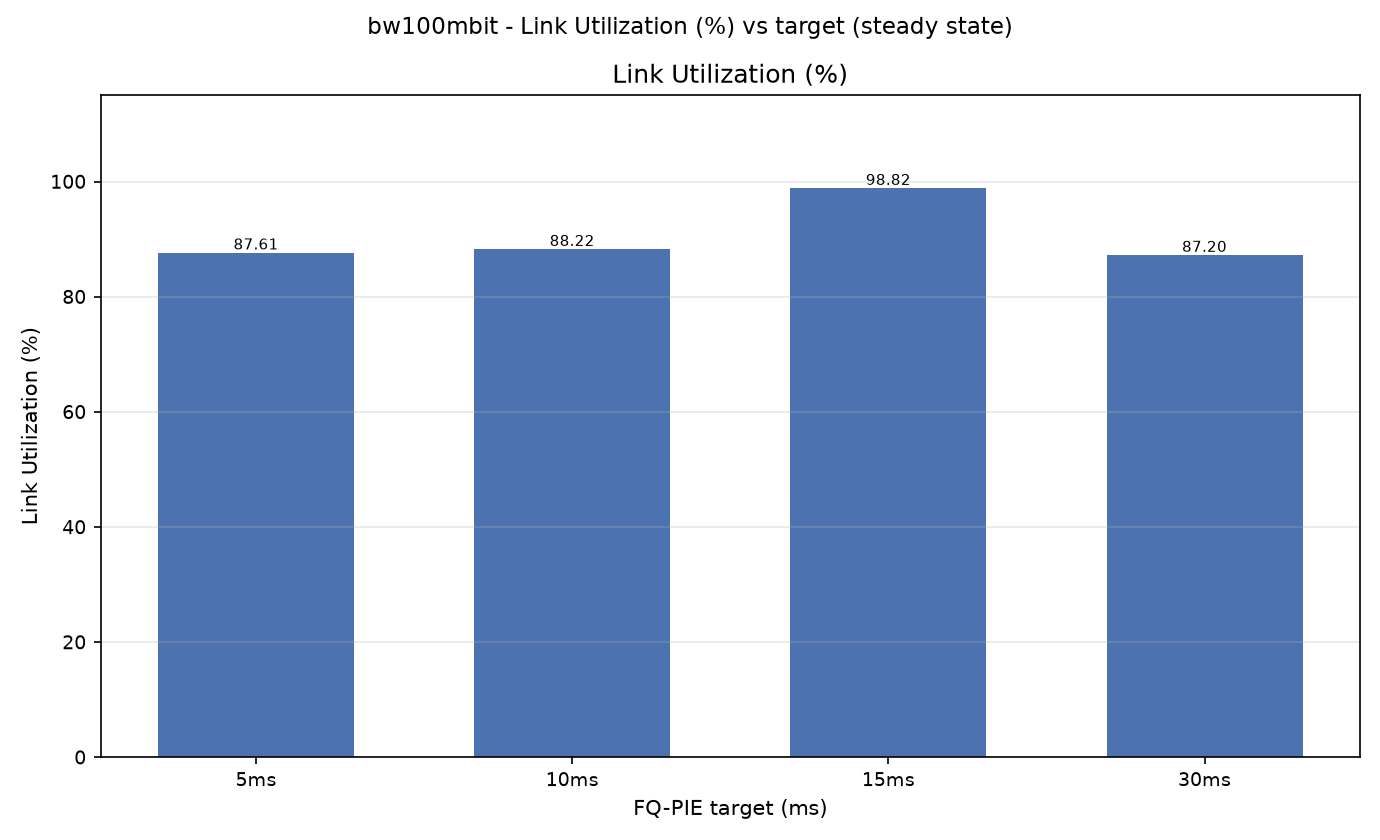 bw100mbit - Link Utilization (%) vs target (steady state)
Link Utilization (%)
Link Utilization (%)
100
80
60
40
20
0
87.61
88.22
98.82
87.20
5ms
10ms
15ms
30ms
FQ-PIE target (ms)